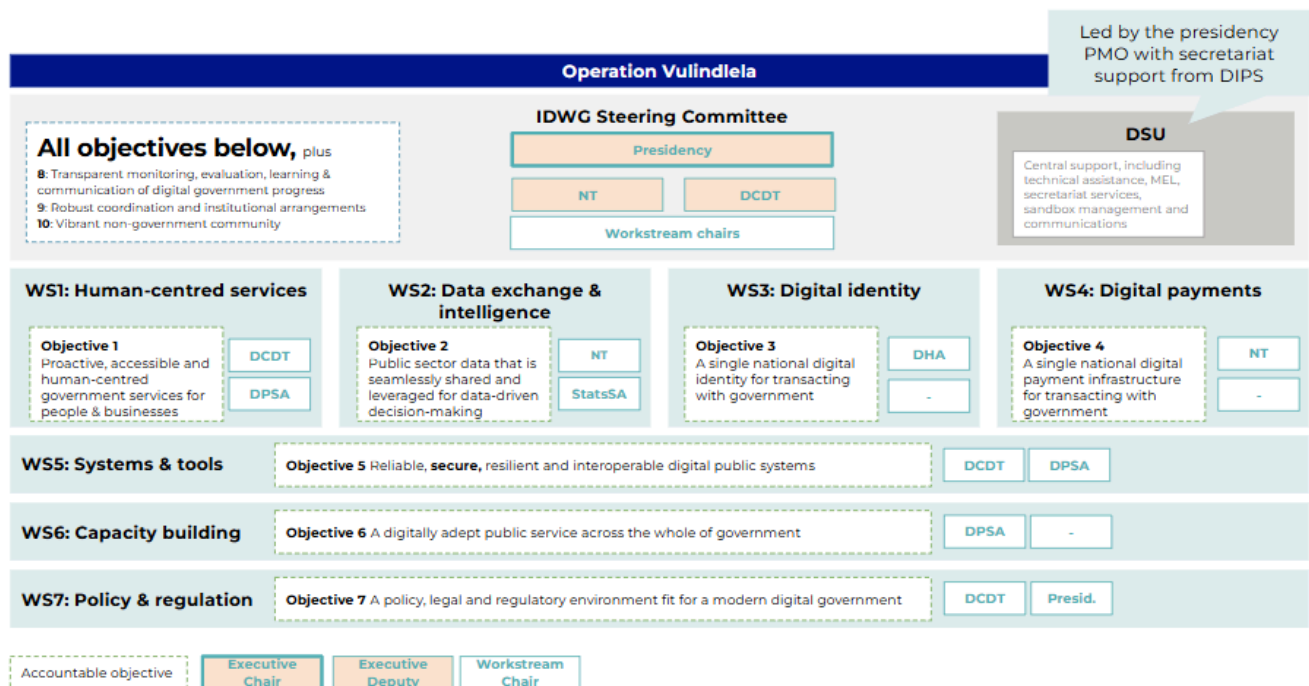 Led by the presidency
PMO with secretariat
support from DIPS
Operation Vulindlela
IDWG Steering Committee
All objectives below, plus
8: Transparent monitoring, evaluation, learning &
communication of digital government progress
9: Robust coordination and institutional arrangements
10: Vibrant non-government community
Presidency
NT
DCDT
Workstream chairs
DSU
Central support, including
technical assistance, MEL,
secretariat services,
sandbox management and
communications
WS1: Human-centred services
Objective 1
Proactive, accessible and
human-centred
government services for
people & businesses
DCDT
DPSA
WS2: Data exchange &
intelligence
Objective 2
Public sector data that is
seamlessly shared and
leveraged for data-driven
decision-making
NT
StatsSA
WS3: Digital identity
Objective 3
A single national digital
identity for transacting
with government
DHA
-
WS4: Digital payments
Objective 4
A single national digital
payment infrastructure
for transacting with
government
NT
-
WS5: Systems & tools
Objective 5 Reliable, secure, resilient and interoperable digital public systems
DCDT
DPSA
WS6: Capacity building
Objective 6 A digitally adept public service across the whole of government
DPSA
-
WS7: Policy & regulation
Objective 7 A policy, legal and regulatory environment fit for a modern digital government
DCDT
Presid.
Accountable objective
Executive
Chair
Executive
Deputy
Workstream
Chair